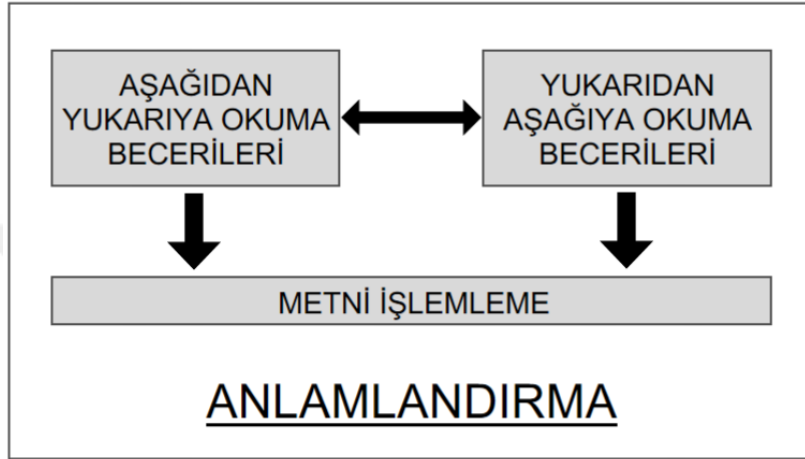 AŞAĞIDAN
YUKARIYA OKUMA
BECERİLERİ
YUKARIDAN
AŞAĞIYA OKUMA
BECERİLERİ
METNİ İŞLEMLEME
ANLAMLANDIRMA